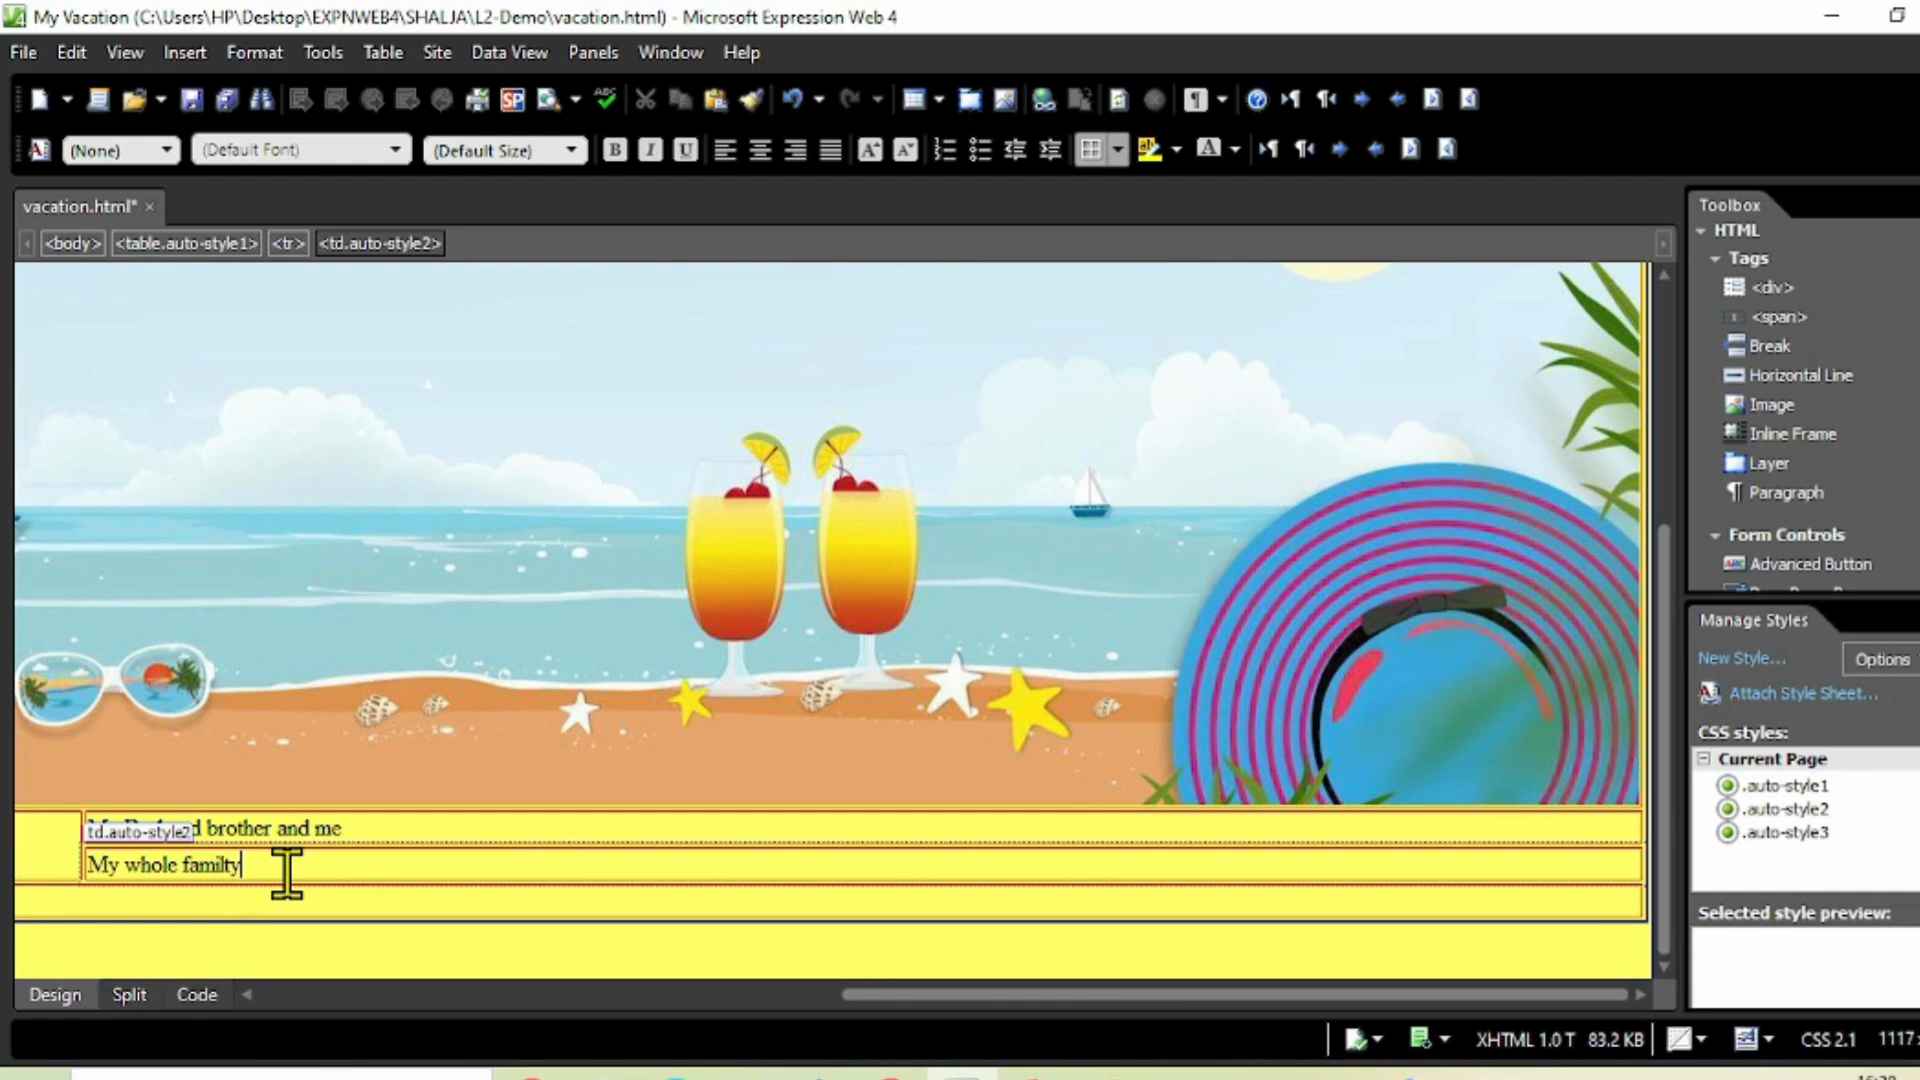 My Vacation (C:\Users\HP\Desktop\EXPNWEB4\SHALJA\L2-Demo\vacation.html) - Microsoft Expression Web 4
File Edit View Insert Format Tools Table Site Data View Panels Window Help
(None) (Default Font) (Default Size) B I U
vacation.html*
<body> <table.auto-style1> <tr> <td.auto-style2>
Toolbox
HTML
Tags
<div>
<span>
Break
Horizontal Line
Image
Inline Frame
Layer
Paragraph
Form Controls
Advanced Button
Manage Styles
New Style...
Options
Attach Style Sheet...
CSS styles:
Current Page
.auto-style1
.auto-style2
.auto-style3
Selected style preview:
td.auto-style2
brother and me
My whole familty
Design Split Code
XHTML 1.0 T 83.2 KB CSS 2.1 1117